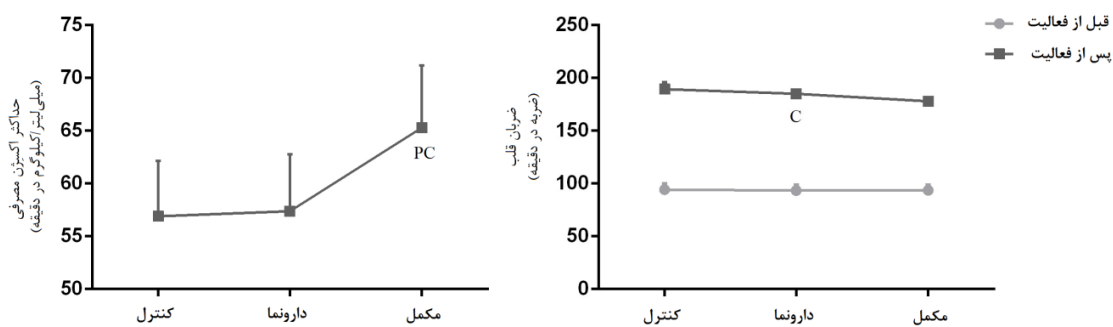 حداکثر اکسیژن مصرفی
(میلی‌لیتر/کیلوگرم در دقیقه)
75
70
65
60
55
50
PC
کنترل
دارونما
مکمل
ضربان قلب
(ضربه در دقیقه)
250
200
150
100
50
0
C
کنترل
دارونما
مکمل
قبل از فعالیت
پس از فعالیت